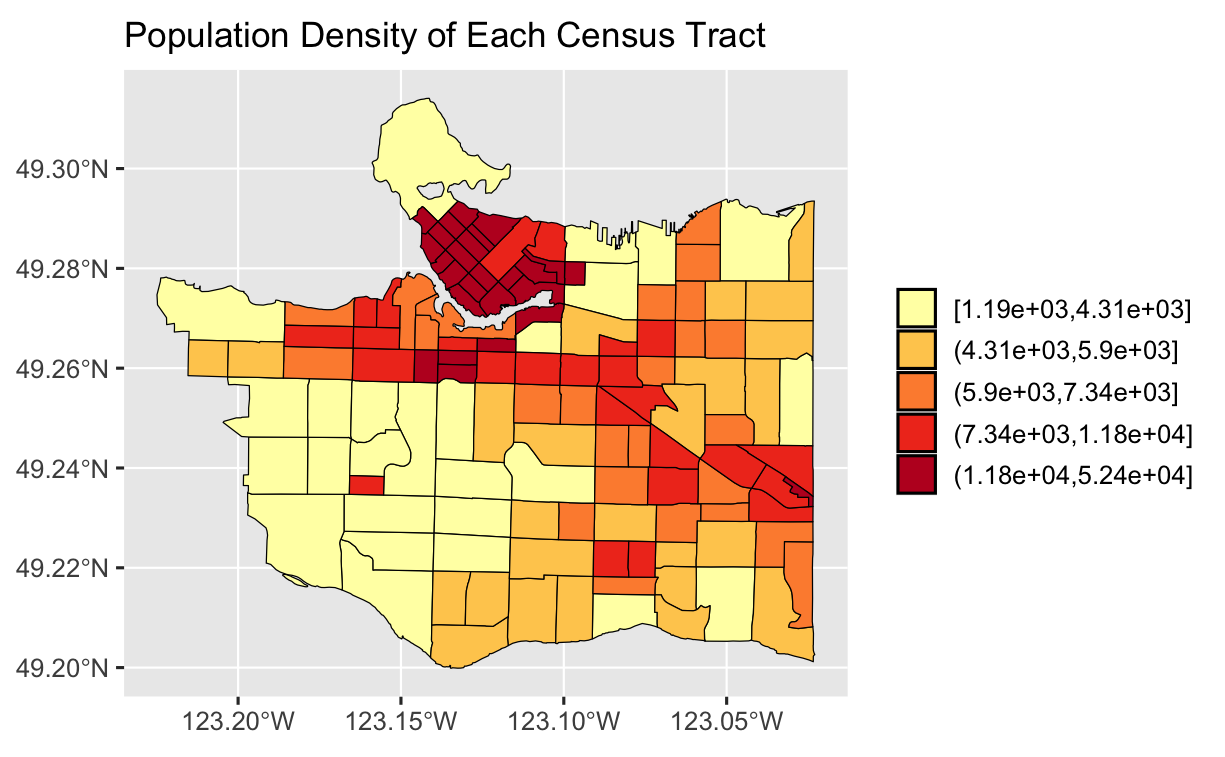 Population Density of Each Census Tract
49.30°N
49.28°N
49.26°N
49.24°N
49.22°N
49.20°N
123.20°W 123.15°W 123.10°W 123.05°W
[1.19e+03,4.31e+03]
(4.31e+03,5.9e+03]
(5.9e+03,7.34e+03]
(7.34e+03,1.18e+04]
(1.18e+04,5.24e+04]